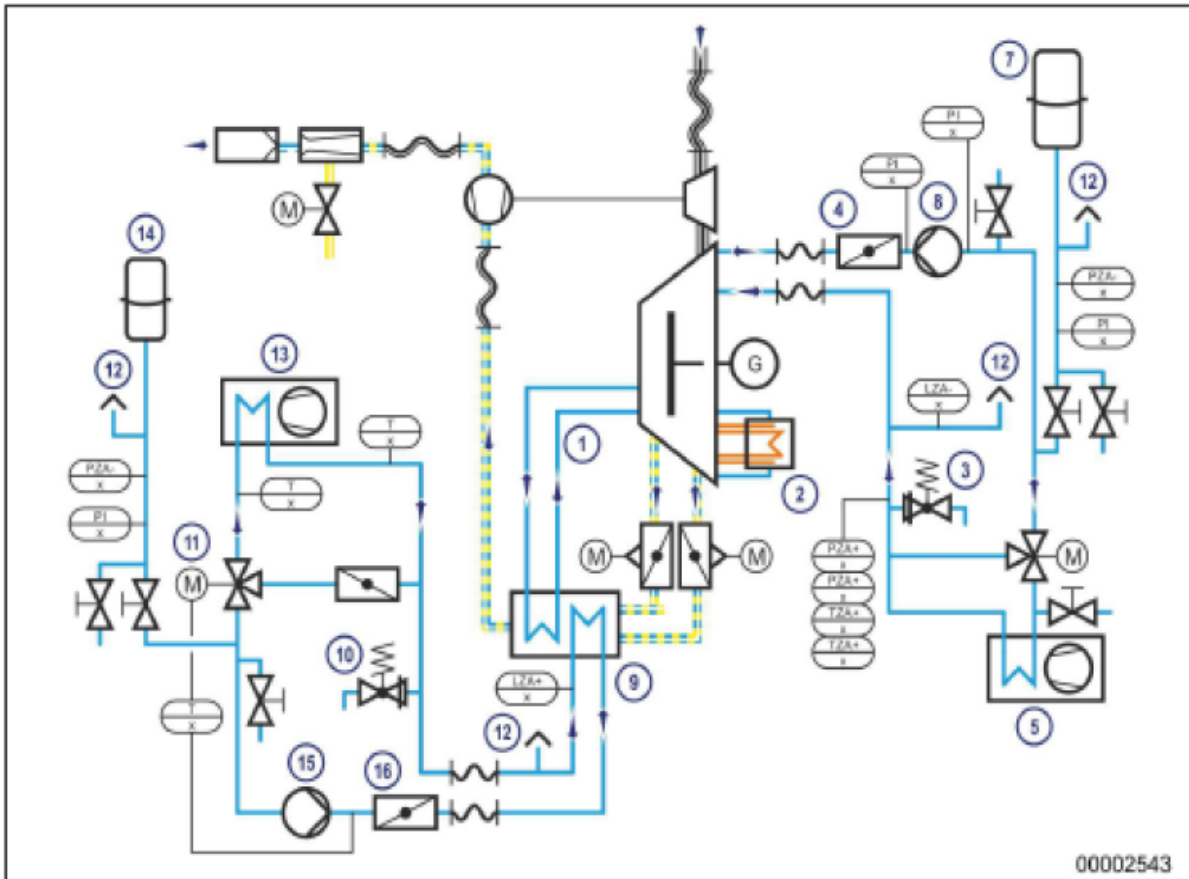 7
PI
x
PI
x
12
4
8
M
14
PZA-
x
PI
x
13
12
12
G
LZA-
x
T
x
1
3
PZA-
x
2
T
x
PI
x
11
PZA+
x
PZA+
x
TZA+
x
TZA+
x
M
M
M
M
10
LZA+
x
9
T
x
12
5
15
16
00002543